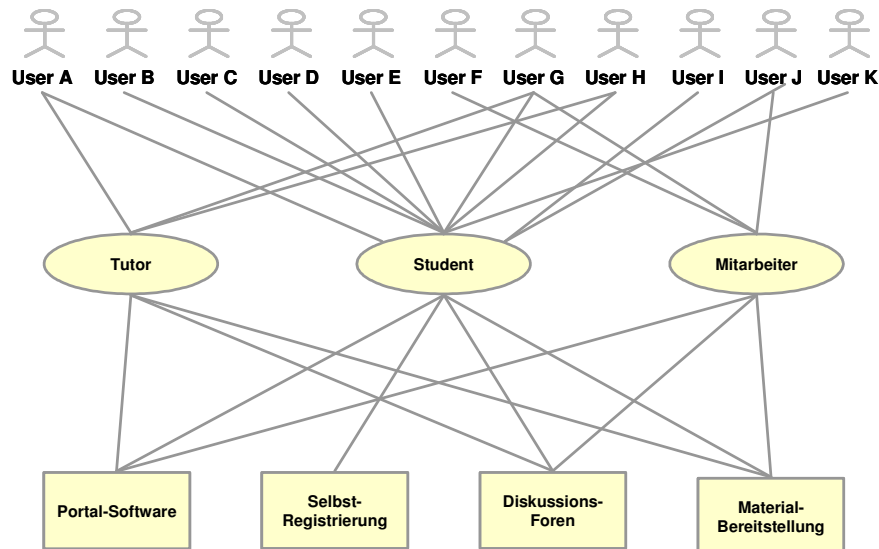 User A User B User C User D User E User F User G User H User I User J User K
Tutor Student Mitarbeiter
Portal-Software
Selbst-
Registrierung
Diskussions-
Foren
Material-
Bereitstellung